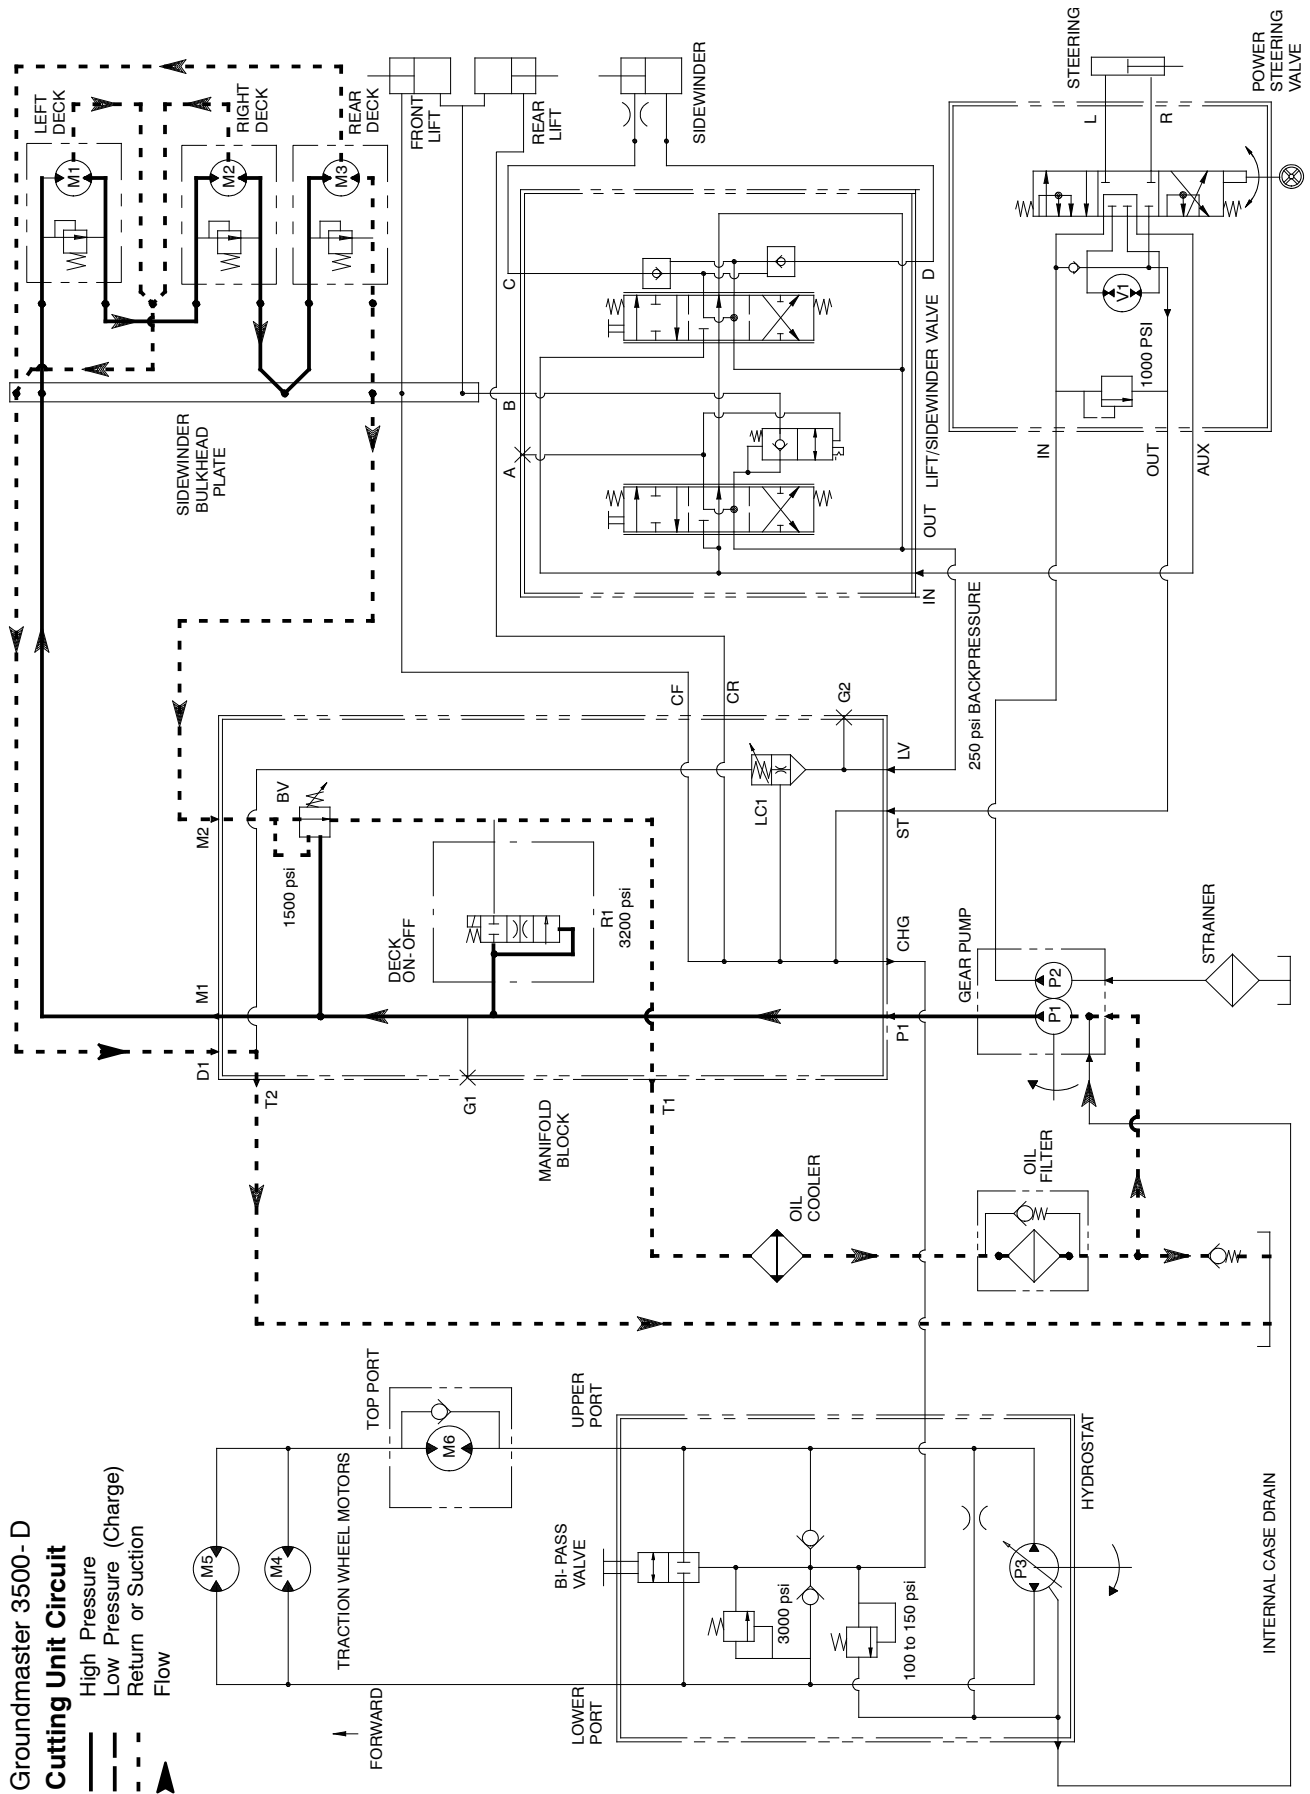 Groundmaster 3500- D
Cutting Unit Circuit
High Pressure
Low Pressure (Charge)
Return or Suction
Flow
FORWARD
M5
M4
TRACTION WHEEL MOTORS
TOP PORT
M6
LOWER
PORT
UPPER
PORT
BI- PASS
VALVE
3000 psi
100 to 150 psi
P3
HYDROSTAT
INTERNAL CASE DRAIN
OIL
COOLER
OIL
FILTER
GEAR PUMP
P1
P2
STRAINER
MANIFOLD
BLOCK
D1
T2
G1
T1
M1
P1
M2
BV
1500 psi
DECK
ON- OFF
R1
3200 psi
CF
CR
LC1
G2
CHG
ST
LV
250 psi BACKPRESSURE
SIDEWINDER
BULKHEAD
PLATE
LEFT
DECK
M1
RIGHT
DECK
M2
REAR
DECK
M3
FRONT
LIFT
REAR
LIFT
SIDEWINDER
A
B
C
D
IN
OUT
LIFT/SIDEWINDER VALVE
IN
OUT
AUX
1000 PSI
V1
L
R
STEERING
POWER
STEERING
VALVE